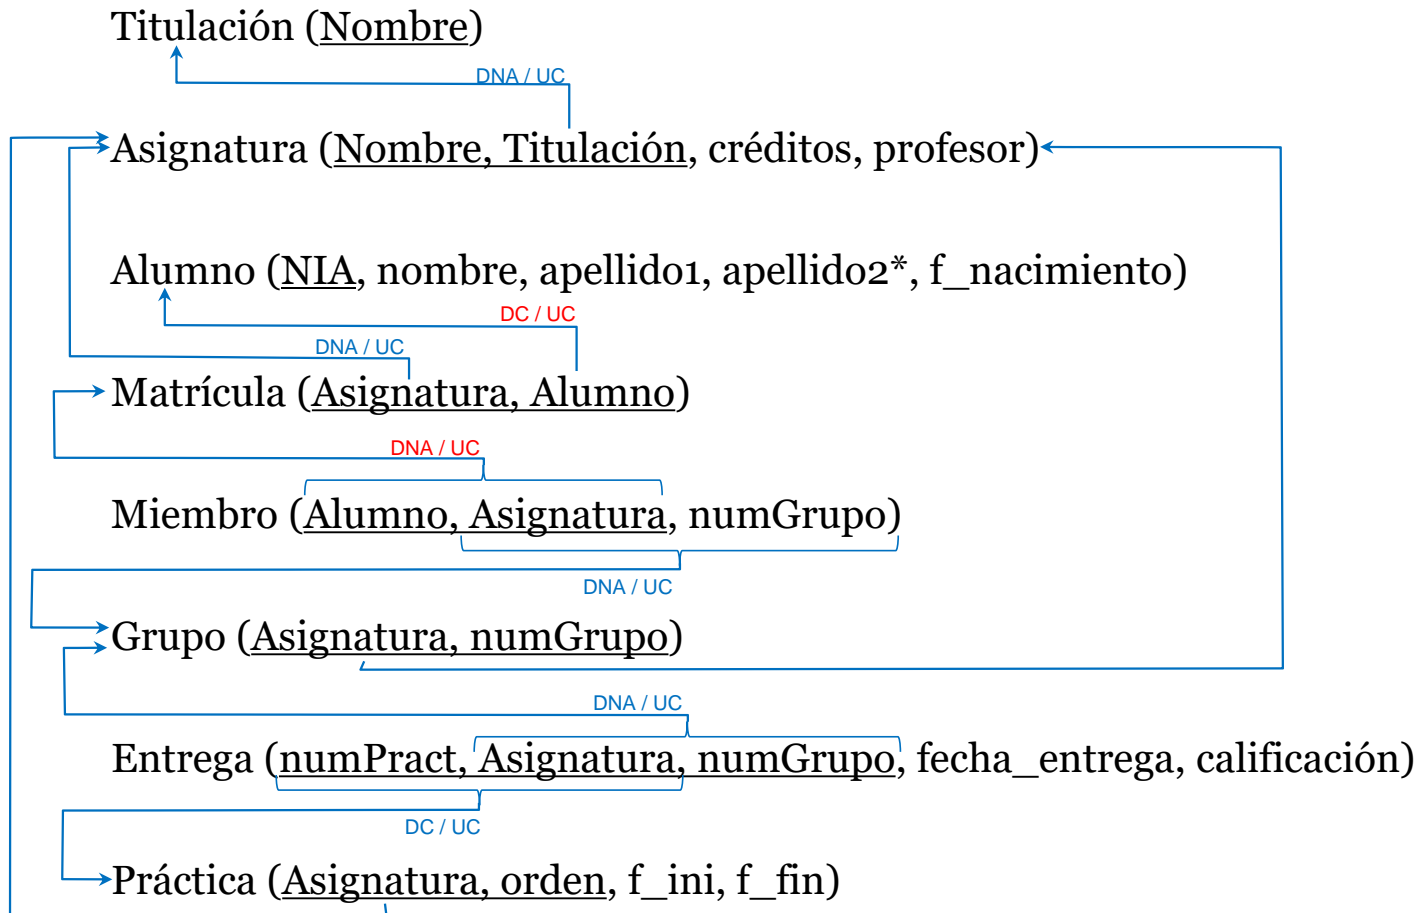 Titulación (Nombre)
DNA / UC
Asignatura (Nombre, Titulación, créditos, profesor)
Alumno (NIA, nombre, apellido1, apellido2*, f_nacimiento)
DC / UC
DNA / UC
Matrícula (Asignatura, Alumno)
DNA / UC
Miembro (Alumno, Asignatura, numGrupo)
DNA / UC
Grupo (Asignatura, numGrupo)
DNA / UC
Entrega (numPract, Asignatura, numGrupo, fecha_entrega, calificación)
DC / UC
Práctica (Asignatura, orden, f_ini, f_fin)